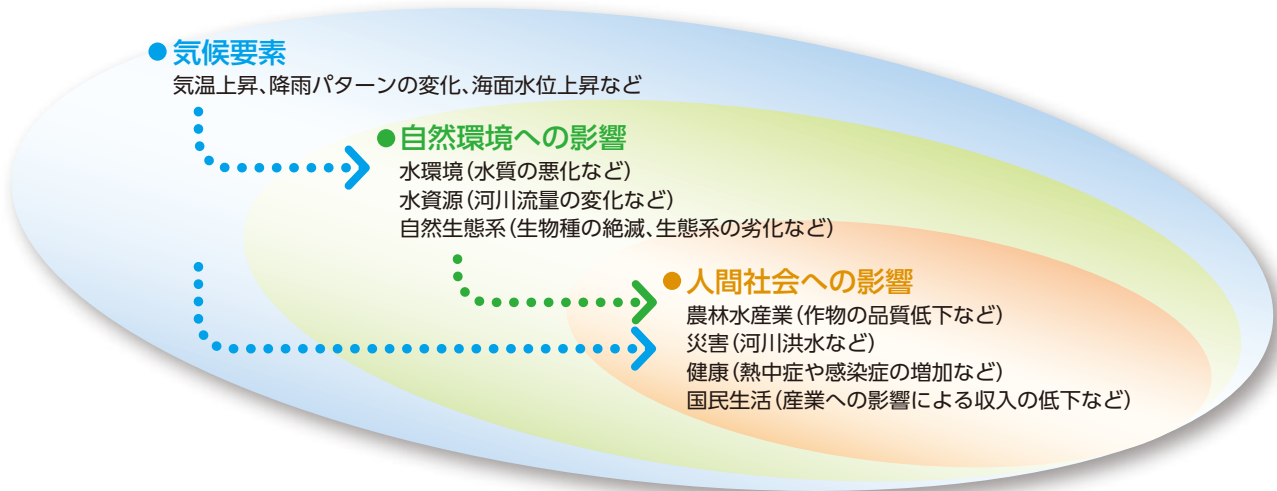 ●気候要素
気温上昇、降雨パターンの変化、海面水位上昇など
●自然環境への影響
水環境(水質の悪化など)
水資源(河川流量の変化など)
自然生態系(生物種の絶滅、生態系の劣化など)
●人間社会への影響
農林水産業(作物の品質低下など)
災害(河川洪水など)
健康(熱中症や感染症の増加など)
国民生活(産業への影響による収入の低下など)